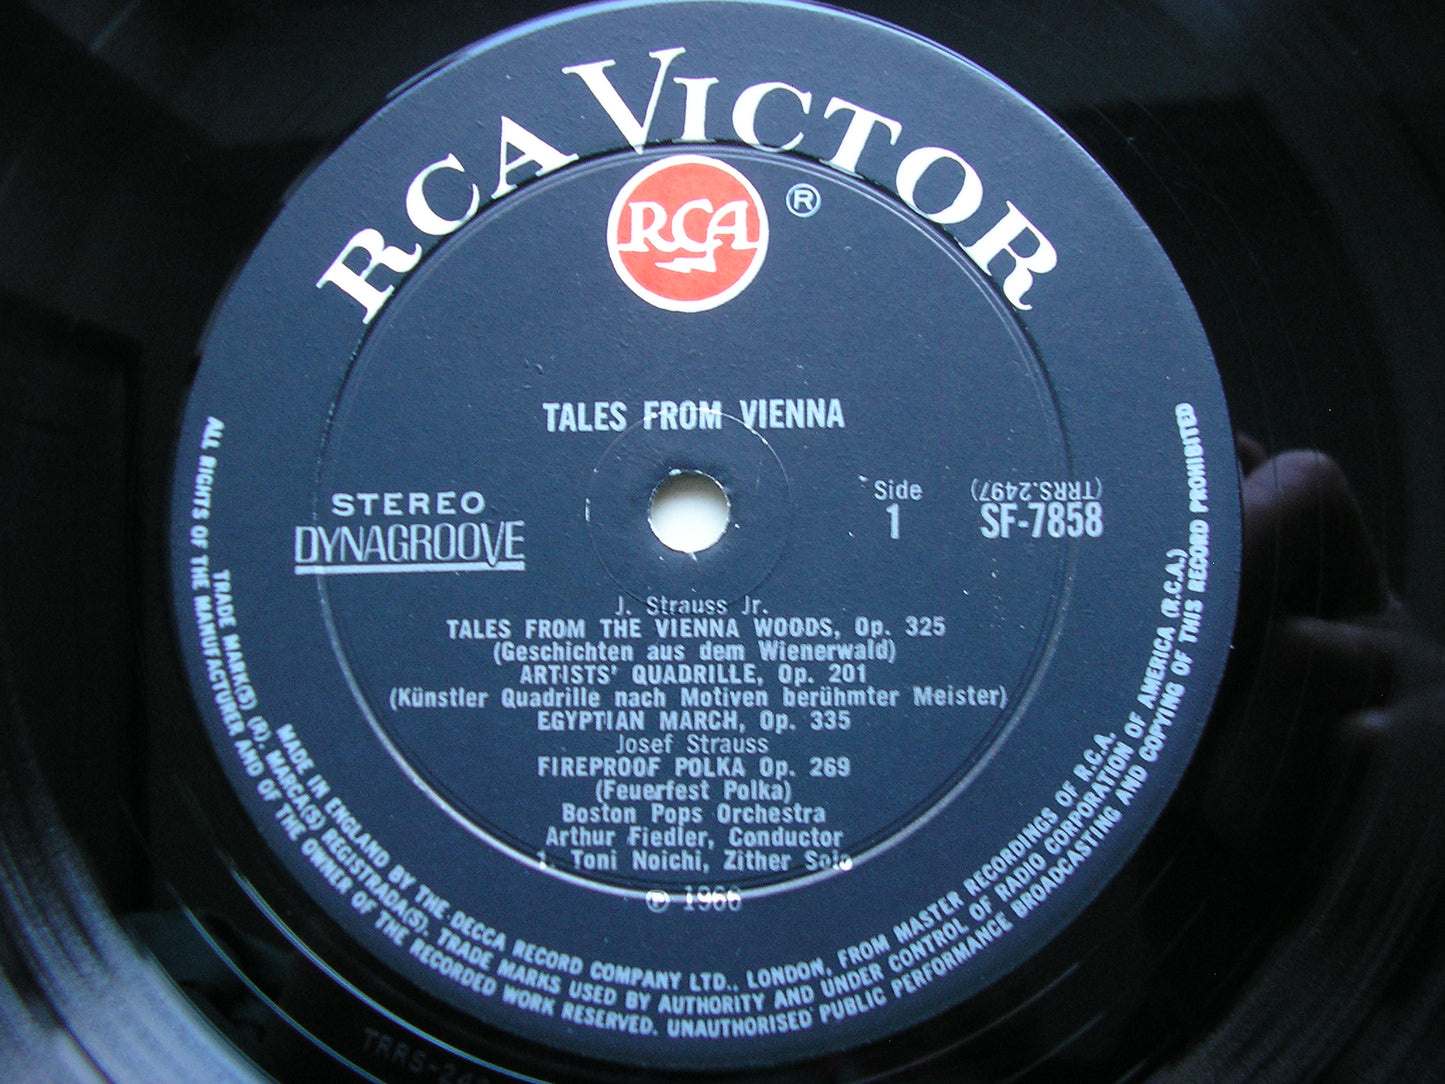 RCA VICTOR
RCA ®
TALES FROM VIENNA
STEREO
DYNAGROOVE
Side
1
(TRRS.2497)
SF-7858
J. Strauss Jr.
TALES FROM THE VIENNA WOODS, Op. 325
(Geschichten aus dem Wienerwald)
ARTISTS' QUADRILLE, Op. 201
(Künstler Quadrille nach Motiven berühmter Meister)
EGYPTIAN MARCH, Op. 335
Josef Strauss
FIREPROOF POLKA Op. 269
(Feuerfest Polka)
Boston Pops Orchestra
Arthur Fiedler, Conductor
1. Toni Noichi, Zither Solo
℗ 1966
MADE IN ENGLAND BY THE DECCA RECORD COMPANY LTD., LONDON, FROM MASTER RECORDINGS OF R.C.A.
TRADE MARK(S) (R). MARCA(S) REGISTRADA(S). TRADE MARKS USED BY AUTHORITY AND UNDER CONTROL OF RADIO CORPORATION OF AMERICA (R.C.A.)
ALL RIGHTS OF THE MANUFACTURER AND OF THE OWNER OF THE RECORDED WORK RESERVED. UNAUTHORISED PUBLIC PERFORMANCE BROADCASTING AND COPYING OF THIS RECORD PROHIBITED